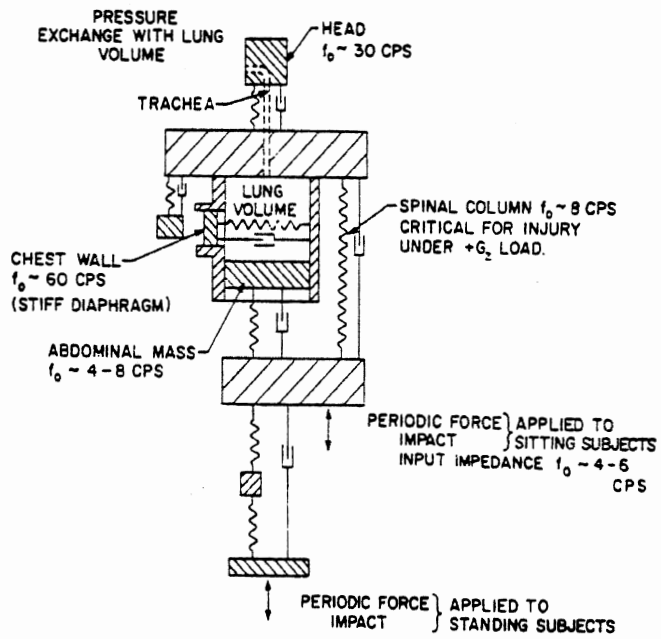 PRESSURE
EXCHANGE WITH LUNG
VOLUME
HEAD
f₀ ~ 30 CPS
TRACHEA
LUNG
VOLUME
SPINAL COLUMN f₀ ~ 8 CPS
CRITICAL FOR INJURY
UNDER +G_z LOAD.
CHEST WALL
f₀ ~ 60 CPS
(STIFF DIAPHRAGM)
ABDOMINAL MASS
f₀ ~ 4-8 CPS
PERIODIC FORCE } APPLIED TO
IMPACT } SITTING SUBJECTS
INPUT IMPEDANCE f₀ ~ 4-6
CPS
PERIODIC FORCE } APPLIED TO
IMPACT } STANDING SUBJECTS